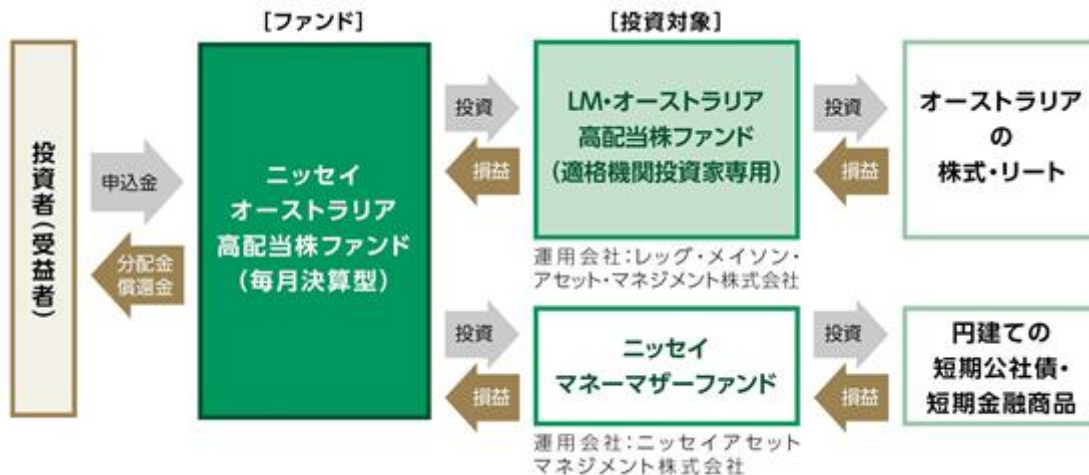 [ファンド]
[投資対象]
投資者(受益者)
申込金
分配金
償還金
ニッセイ
オーストラリア
高配当株ファンド
(毎月決算型)
投資
損益
LM・オーストラリア
高配当株ファンド
(適格機関投資家専用)
運用会社:レッグ・メイソン・
アセット・マネジメント株式会社
投資
損益
オーストラリア
の
株式・リート
投資
損益
ニッセイ
マネーマザーファンド
運用会社:ニッセイアセット
マネジメント株式会社
投資
損益
円建ての
短期公社債・
短期金融商品